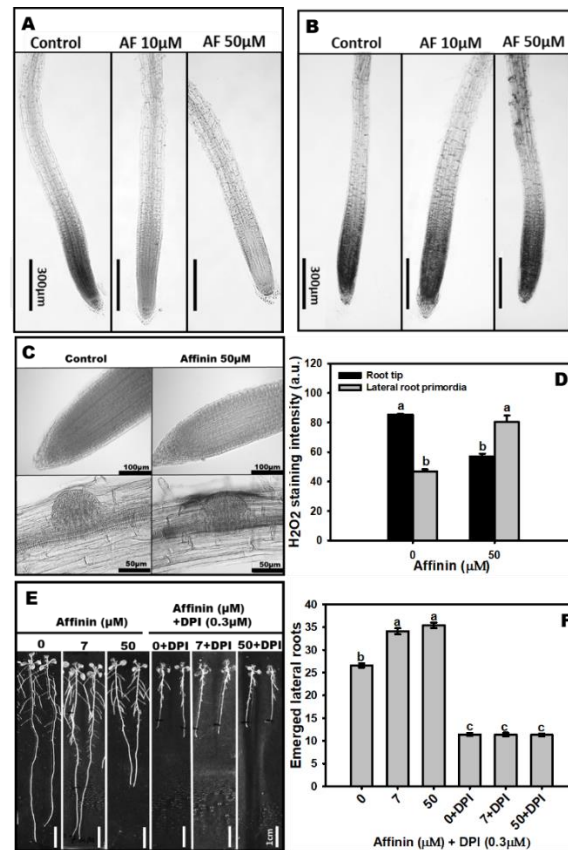 A
Control AF 10µM AF 50µM
300µm
B
Control AF 10µM AF 50µM
300µm
C
Control Affinin 50µM
100µm 100µm
50µm 50µm
D
H2O2 staining intensity (a.u.)
120
100
80
60
40
20
0
Root tip
Lateral root primordia
a b b a
0 50
Affinin (µM)
E
Affinin (µM) Affinin (µM)
+DPI (0.3µM)
0 7 50 0+DPI 7+DPI 50+DPI
1cm
F
Emerged lateral roots
40
35
30
25
20
15
10
5
0
b a a c c c
0 7 50 0+DPI 7+DPI 50+DPI
Affinin (µM) + DPI (0.3µM)